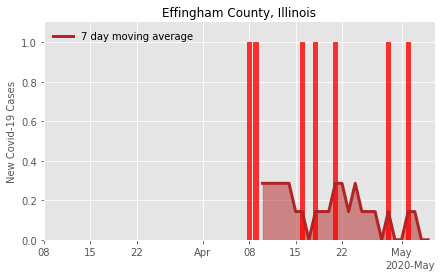 Effingham County, Illinois
7 day moving average
New Covid-19 Cases
1.0
0.8
0.6
0.4
0.2
0.0
08 15 22 Apr 08 15 22 May
2020-May